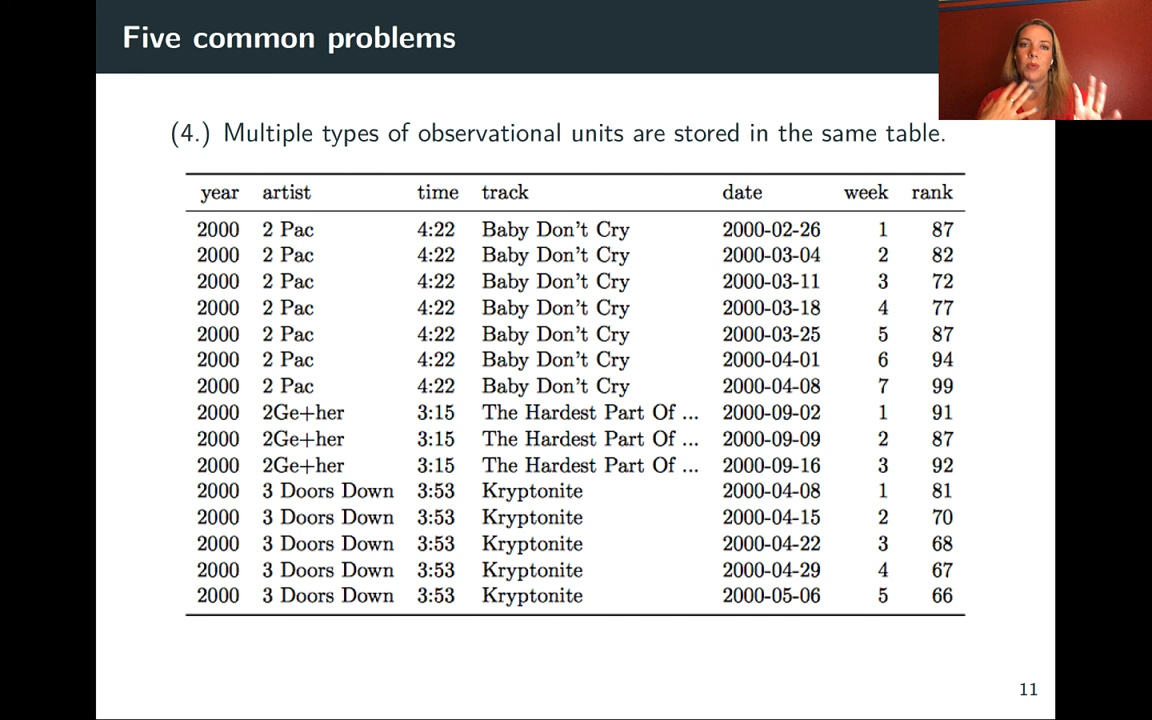 Five common problems
(4.) Multiple types of observational units are stored in the same table.
year artist time track date week rank
2000 2 Pac 4:22 Baby Don't Cry 2000-02-26 1 87
2000 2 Pac 4:22 Baby Don't Cry 2000-03-04 2 82
2000 2 Pac 4:22 Baby Don't Cry 2000-03-11 3 72
2000 2 Pac 4:22 Baby Don't Cry 2000-03-18 4 77
2000 2 Pac 4:22 Baby Don't Cry 2000-03-25 5 87
2000 2 Pac 4:22 Baby Don't Cry 2000-04-01 6 94
2000 2 Pac 4:22 Baby Don't Cry 2000-04-08 7 99
2000 2Ge+her 3:15 The Hardest Part Of ... 2000-09-02 1 91
2000 2Ge+her 3:15 The Hardest Part Of ... 2000-09-09 2 87
2000 2Ge+her 3:15 The Hardest Part Of ... 2000-09-16 3 92
2000 3 Doors Down 3:53 Kryptonite 2000-04-08 1 81
2000 3 Doors Down 3:53 Kryptonite 2000-04-15 2 70
2000 3 Doors Down 3:53 Kryptonite 2000-04-22 3 68
2000 3 Doors Down 3:53 Kryptonite 2000-04-29 4 67
2000 3 Doors Down 3:53 Kryptonite 2000-05-06 5 66
11